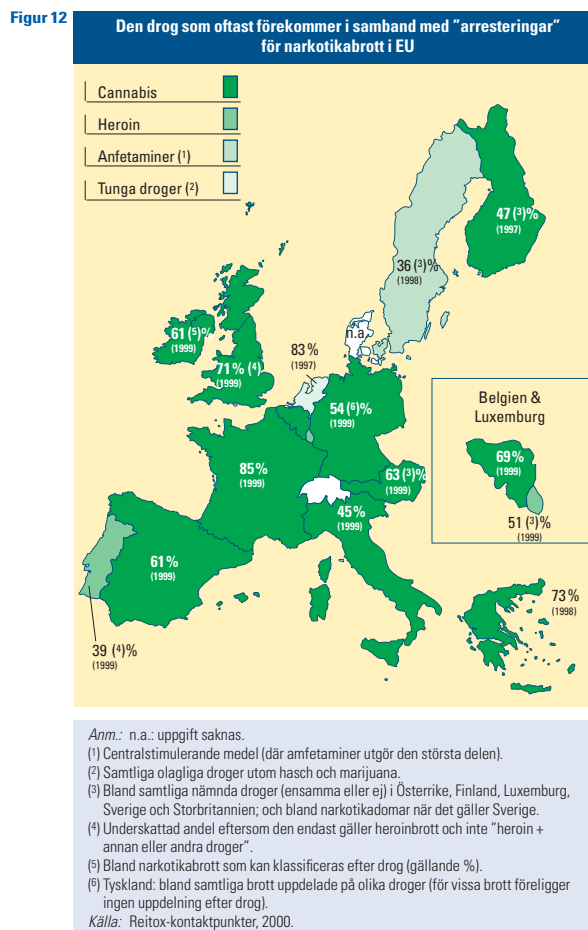 Figur 12
Den drog som oftast förekommer i samband med ”arresteringar”
för narkotikabrott i EU
Cannabis
Heroin
Anfetaminer (¹)
Tunga droger (²)
47 (³)%
(1997)
36 (³)%
(1998)
n.a.
61 (⁵)%
(1999)
71% (⁴)
(1999)
83 %
(1997)
54 (⁶)%
(1999)
Belgien &
Luxemburg
69%
(1999)
51 (³)%
(1999)
85%
(1999)
63 (³)%
(1999)
45%
(1999)
61%
(1999)
39 (⁴)%
(1999)
73 %
(1998)
Anm.: n.a.: uppgift saknas.
(¹) Centralstimulerande medel (där amfetaminer utgör den största delen).
(²) Samtliga olagliga droger utom hasch och marijuana.
(³) Bland samtliga nämnda droger (ensamma eller ej) i Österrike, Finland, Luxemburg,
Sverige och Storbritannien; och bland narkotikadomar när det gäller Sverige.
(⁴) Underskattad andel eftersom den endast gäller heroinbrott och inte ”heroin +
annan eller andra droger”.
(⁵) Bland narkotikabrott som kan klassificeras efter drog (gällande %).
(⁶) Tyskland: bland samtliga brott uppdelade på olika droger (för vissa brott föreligger
ingen uppdelning efter drog).
Källa: Reitox-kontaktpunkter, 2000.